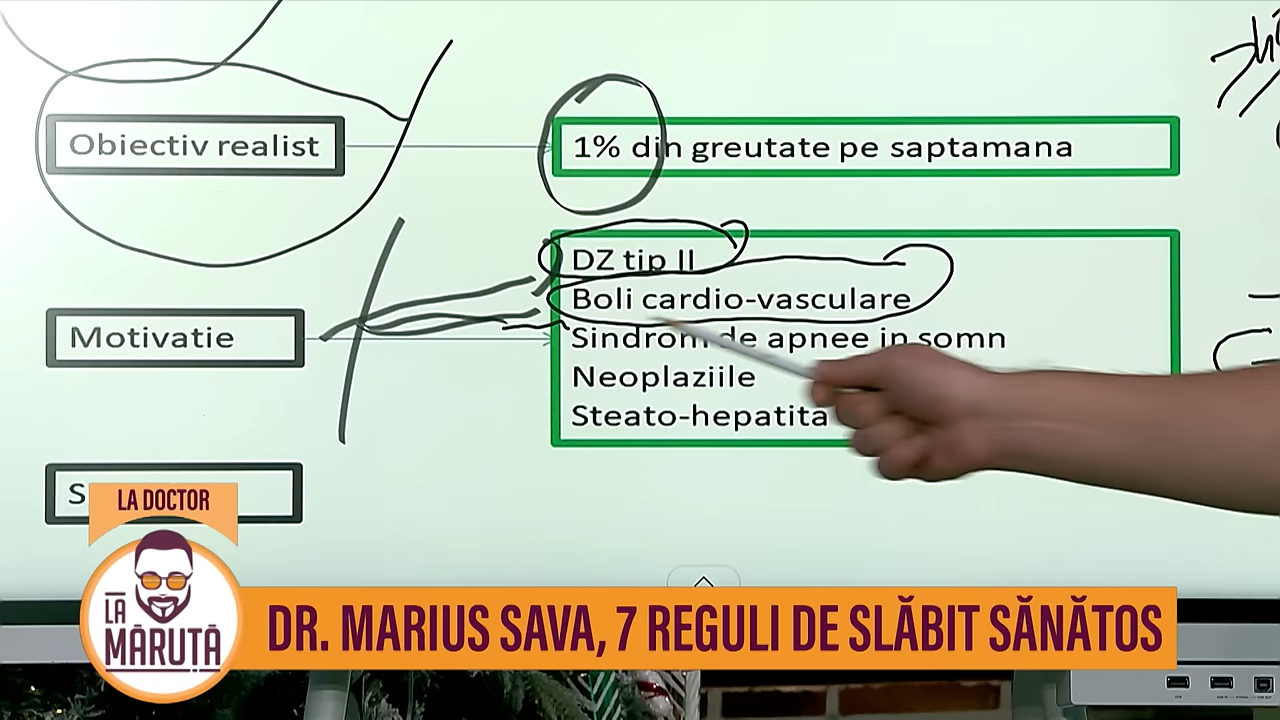 Obiectiv realist
1% din greutate pe saptamana
DZ tip II
Boli cardio-vasculare
Motivatie
Sindrom de apnee in somn
Neoplaziile
Steato-hepatita
S
LA DOCTOR
LA
MĂRUȚĂ
DR. MARIUS SAVA, 7 REGULI DE SLĂBIT SĂNĂTOS